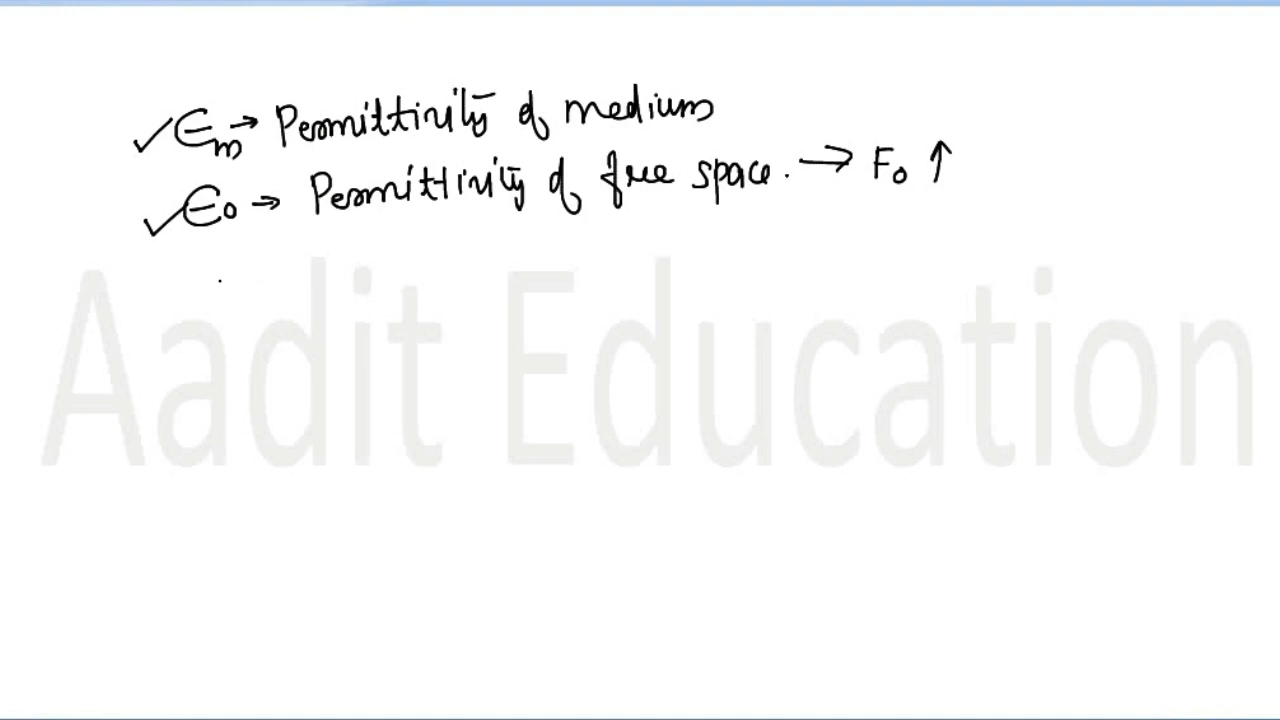 ✓ϵm → Permittivity of medium
✓ϵ0 → Permittivity of free space. → F0 ↑
Aadit Education